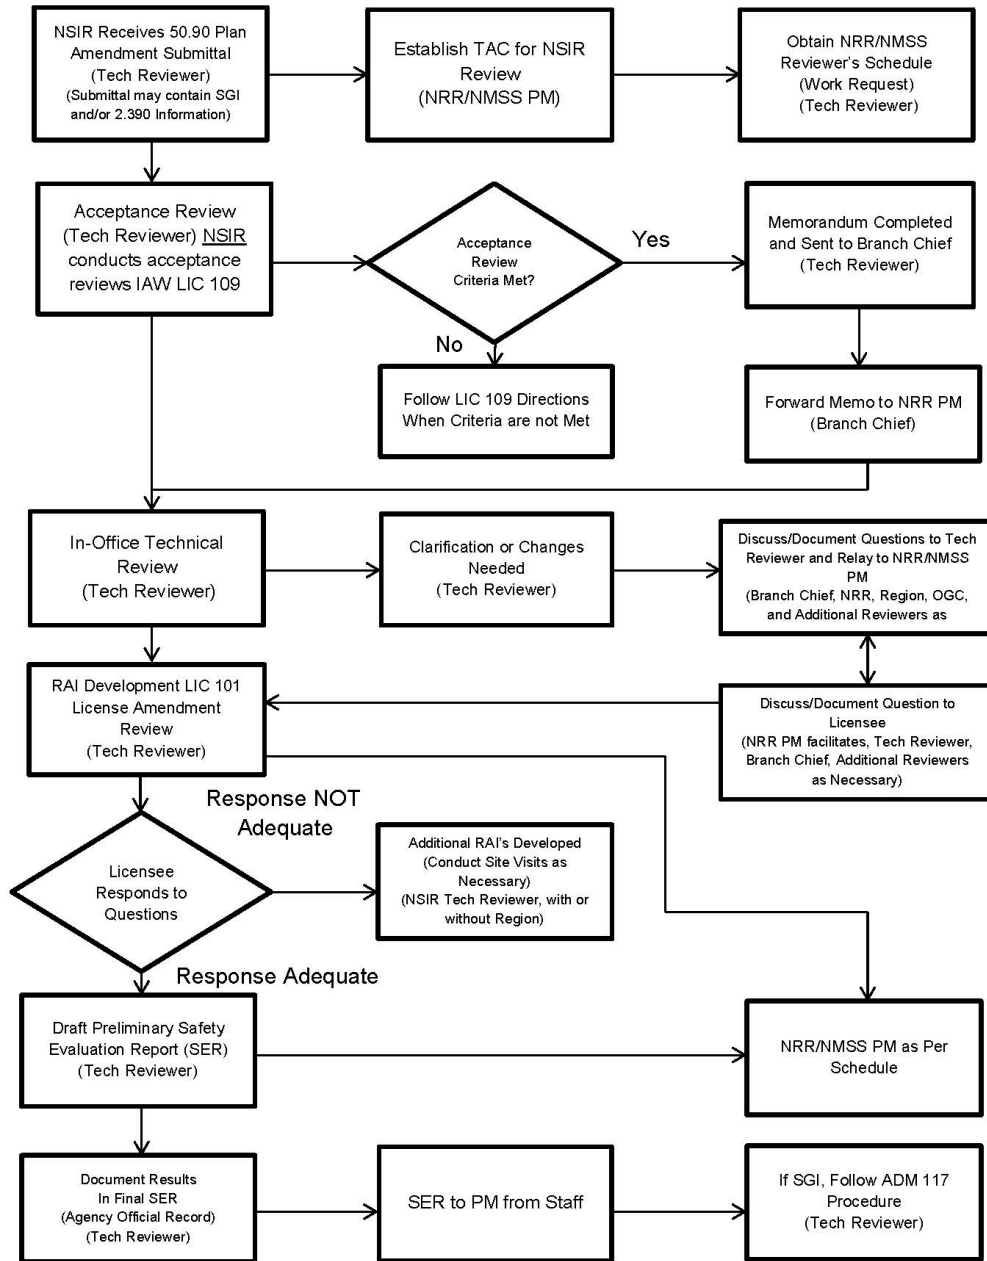 NSIR Receives 50.90 Plan
Amendment Submittal
(Tech Reviewer)
(Submittal may contain SGI
and/or 2.390 Information)
Establish TAC for NSIR
Review
(NRR/NMSS PM)
Obtain NRR/NMSS
Reviewer's Schedule
(Work Request)
(Tech Reviewer)
Acceptance Review
(Tech Reviewer) NSIR
conducts acceptance
reviews IAW LIC 109
Acceptance
Review
Criteria Met?
Yes
Memorandum Completed
and Sent to Branch Chief
(Tech Reviewer)
No
Follow LIC 109 Directions
When Criteria are not Met
Forward Memo to NRR PM
(Branch Chief)
In-Office Technical
Review
(Tech Reviewer)
Clarification or Changes
Needed
(Tech Reviewer)
Discuss/Document Questions to Tech
Reviewer and Relay to NRR/NMSS
PM
(Branch Chief, NRR, Region, OGC,
and Additional Reviewers as
RAI Development LIC 101
License Amendment
Review
(Tech Reviewer)
Discuss/Document Question to
Licensee
(NRR PM facilitates, Tech Reviewer,
Branch Chief, Additional Reviewers
as Necessary)
Response NOT
Adequate
Licensee
Responds to
Questions
Additional RAI's Developed
(Conduct Site Visits as
Necessary)
(NSIR Tech Reviewer, with or
without Region)
Response Adequate
Draft Preliminary Safety
Evaluation Report (SER)
(Tech Reviewer)
NRR/NMSS PM as Per
Schedule
Document Results
In Final SER
(Agency Official Record)
(Tech Reviewer)
SER to PM from Staff
If SGI, Follow ADM 117
Procedure
(Tech Reviewer)